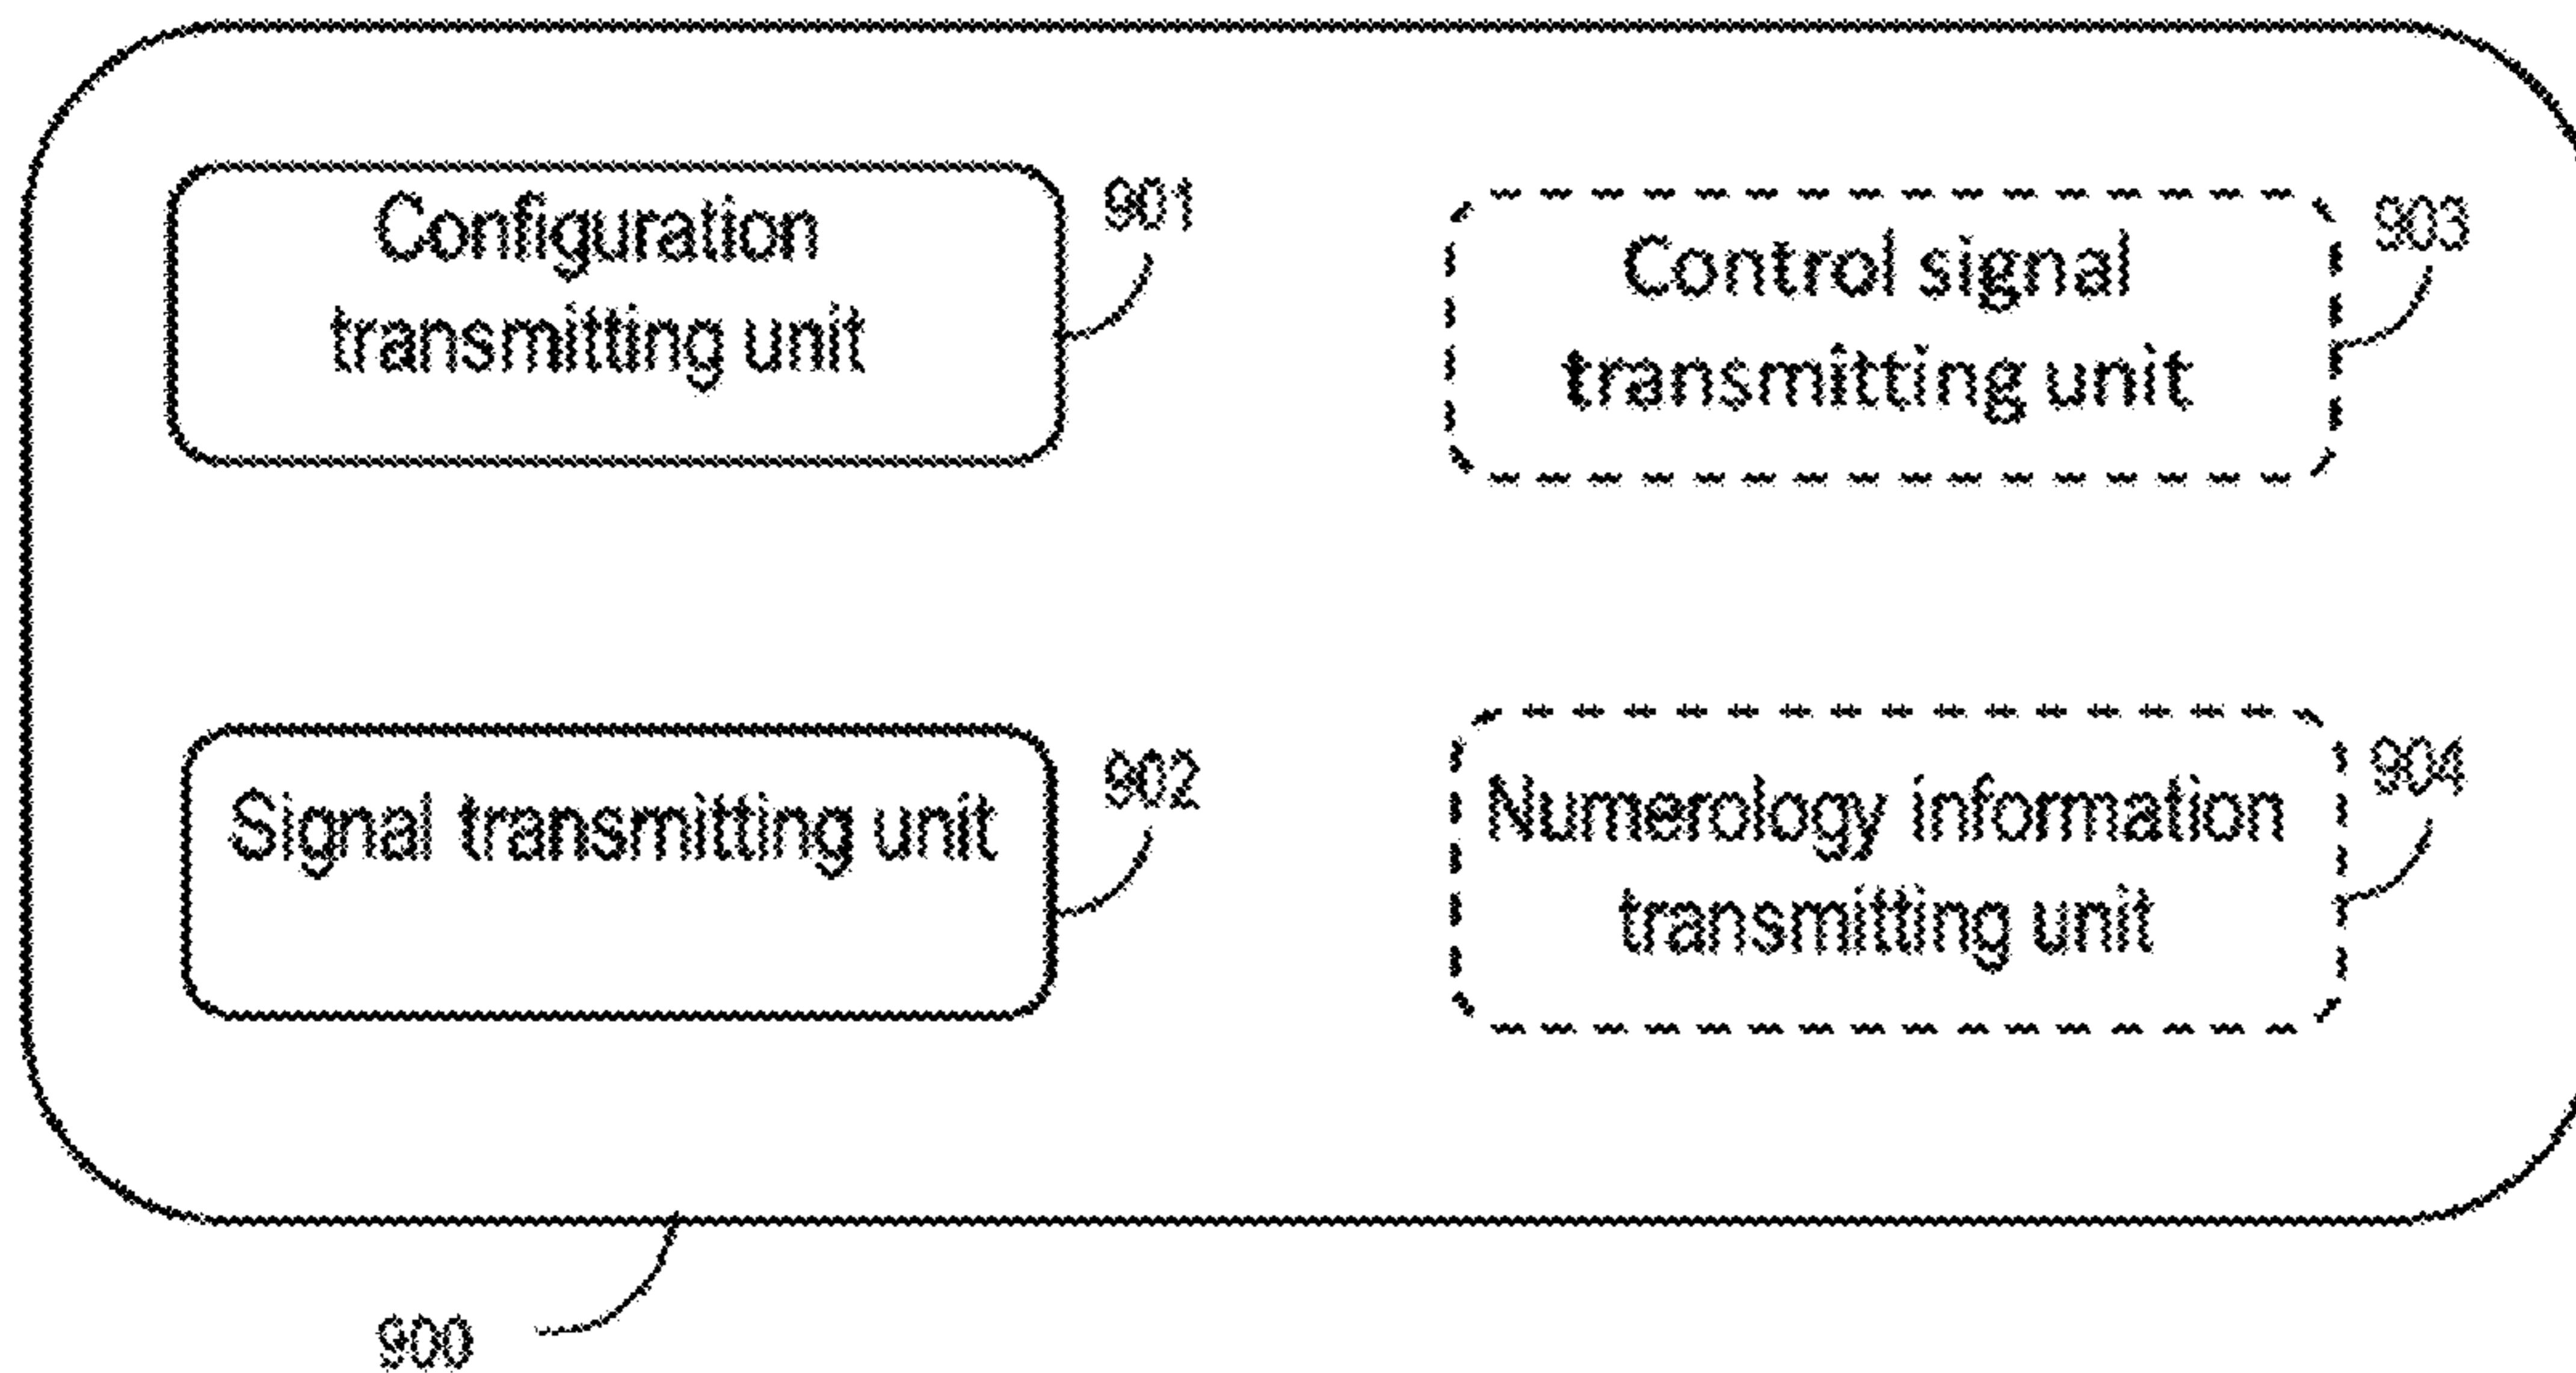 Configuration
transmitting unit
901
Control signal
transmitting unit
903
Signal transmitting unit
902
Numerology information
transmitting unit
904
900